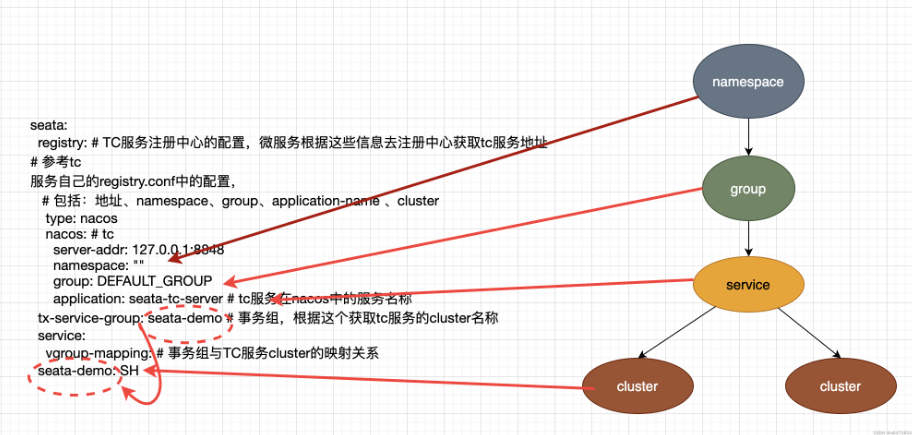 seata:
registry: # TC服务注册中心的配置，微服务根据这些信息去注册中心获取tc服务地址
# 参考tc
服务自己的registry.conf中的配置，
# 包括：地址、namespace、group、application-name 、cluster
type: nacos
nacos: # tc
server-addr: 127.0.0.1:8848
namespace: ""
group: DEFAULT_GROUP
application: seata-tc-server # tc服务在nacos中的服务名称
tx-service-group: seata-demo # 事务组，根据这个获取tc服务的cluster名称
service:
vgroup-mapping: # 事务组与TC服务cluster的映射关系
seata-demo: SH
namespace
group
service
cluster
cluster